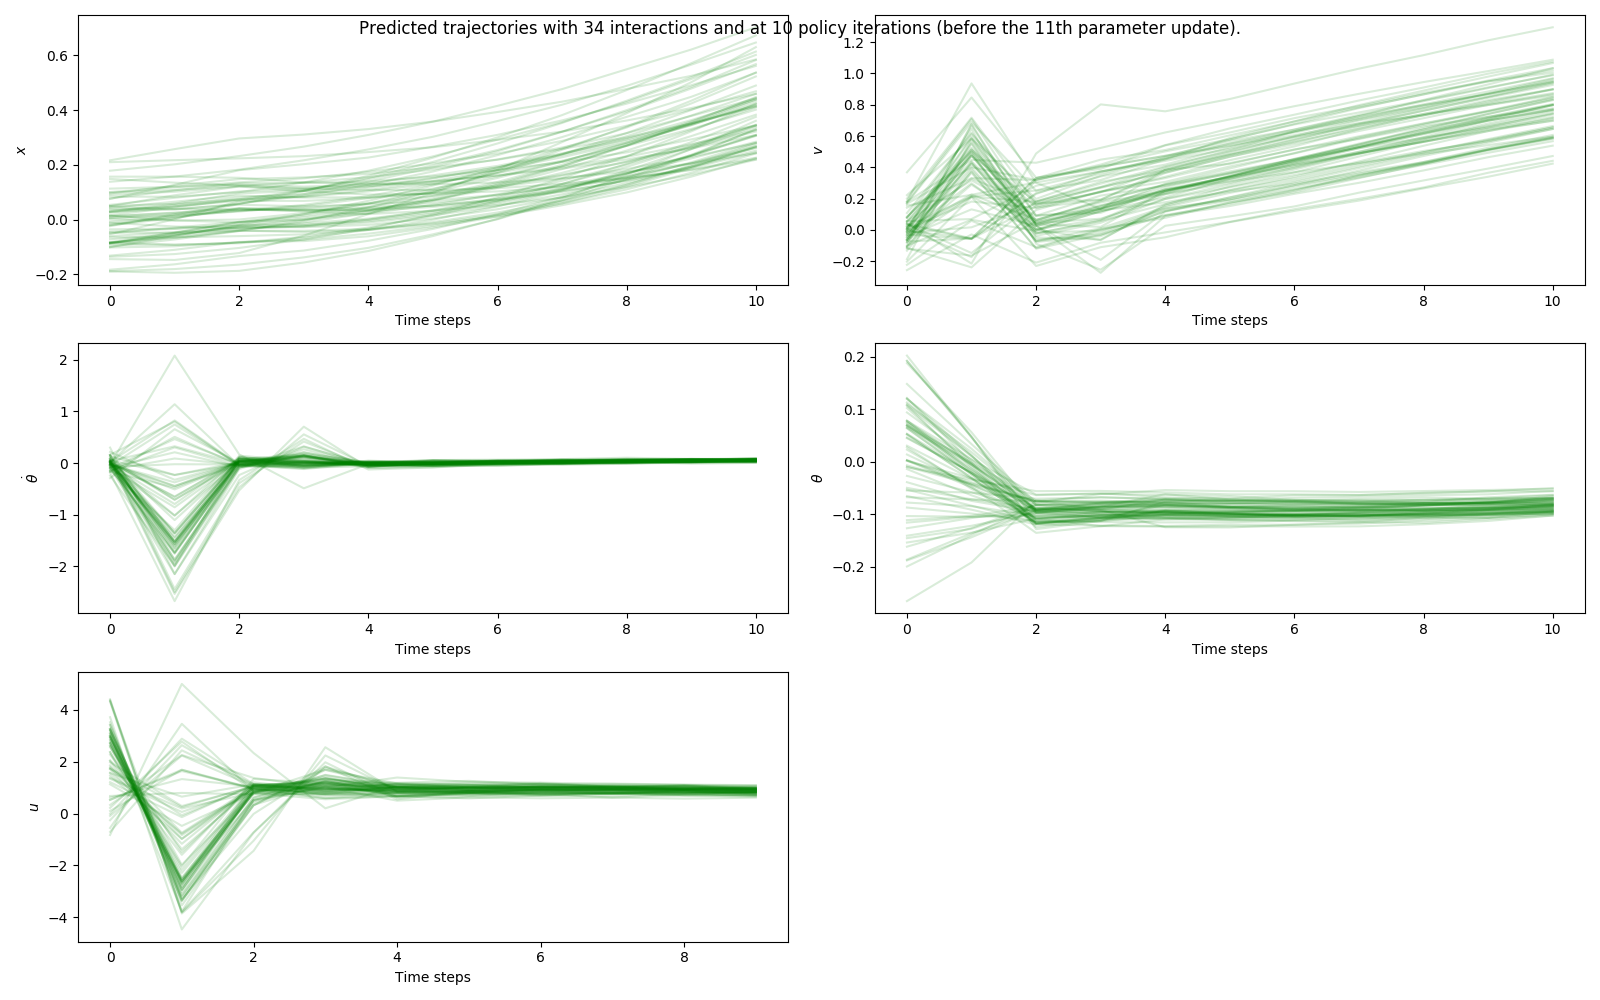 Predicted trajectories with 34 interactions and at 10 policy iterations (before the 11th parameter update).
x
0.6
0.4
0.2
0.0
−0.2
0 2 4 6 8 10
Time steps
v
1.2
1.0
0.8
0.6
0.4
0.2
0.0
−0.2
0 2 4 6 8 10
Time steps
θ̇
2
1
0
−1
−2
0 2 4 6 8 10
Time steps
θ
0.2
0.1
0.0
−0.1
−0.2
0 2 4 6 8 10
Time steps
u
4
2
0
−2
−4
0 2 4 6 8
Time steps